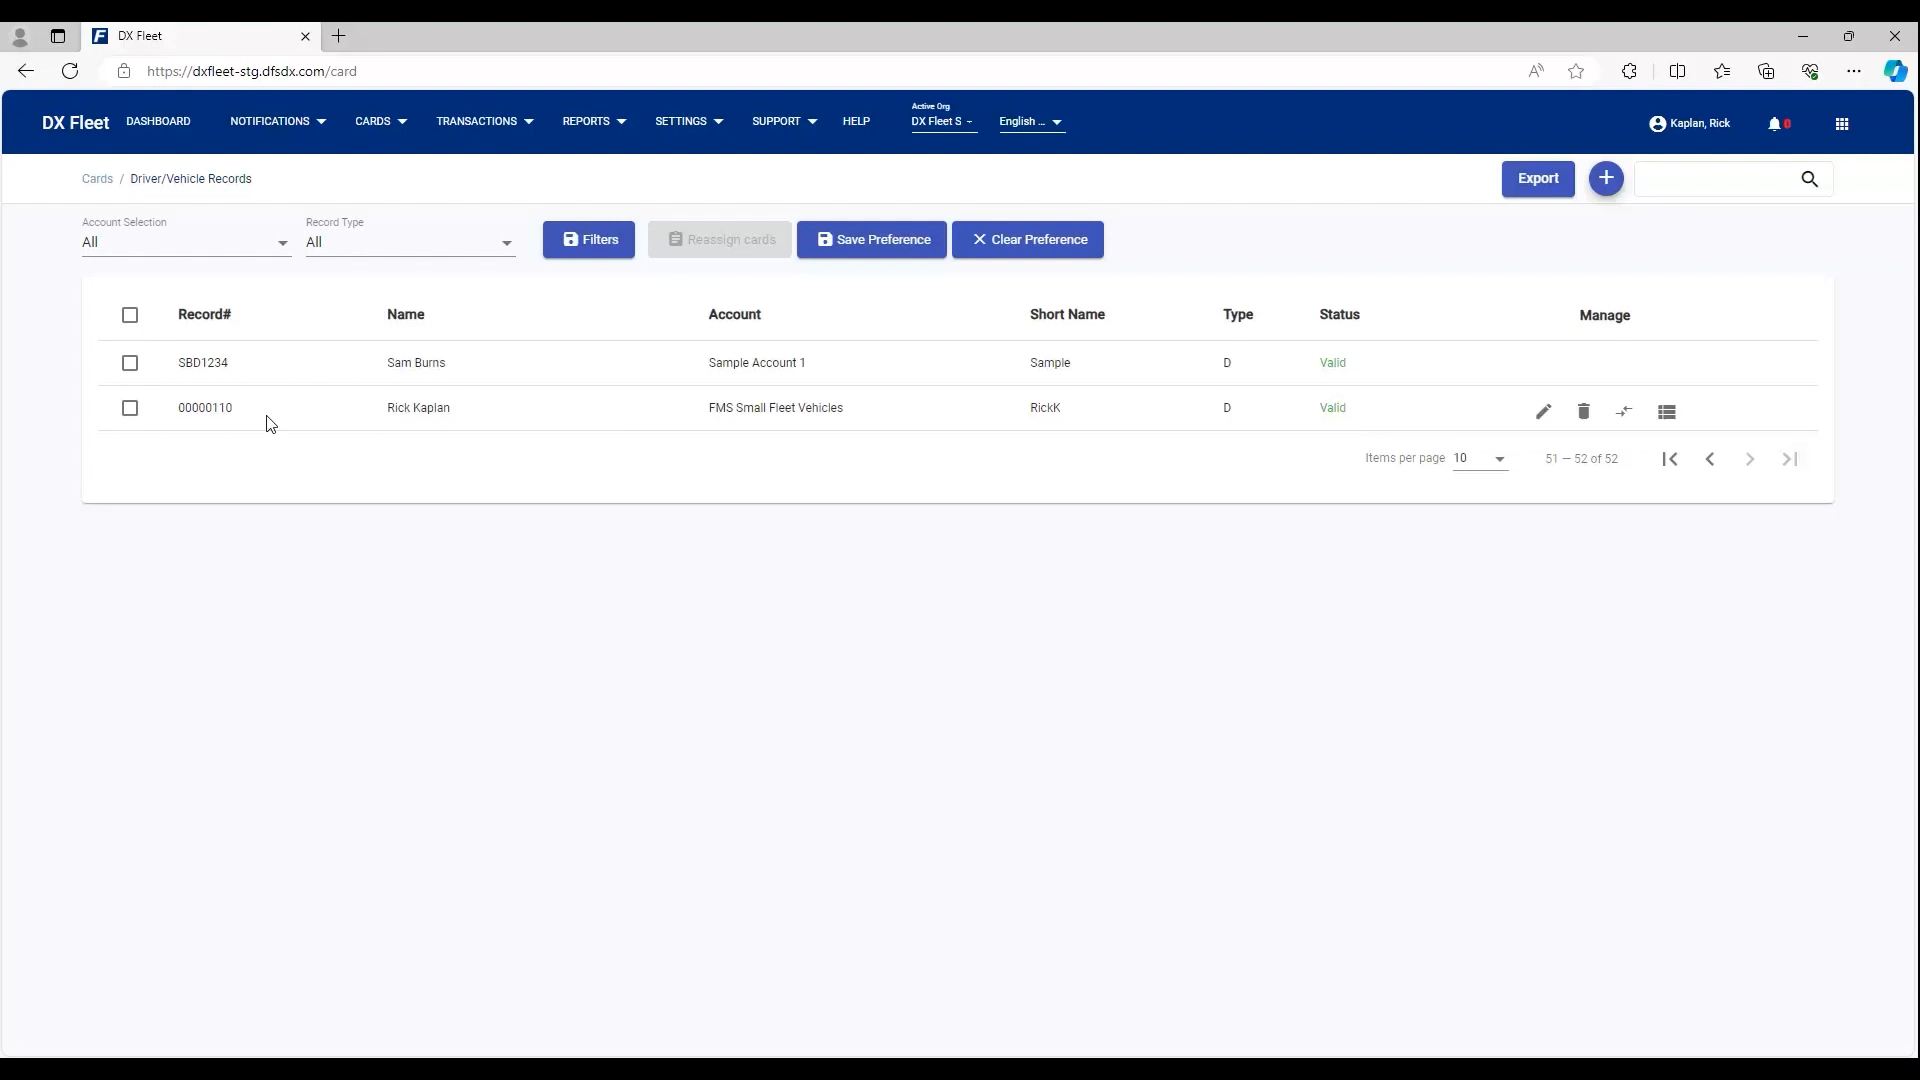 DX Fleet
https://dxfleet-stg.dfsdx.com/card
DX Fleet
DASHBOARD
NOTIFICATIONS
CARDS
TRANSACTIONS
REPORTS
SETTINGS
SUPPORT
HELP
Active Org
DX Fleet S
English ...
Kaplan, Rick
0
Cards / Driver/Vehicle Records
Export
Account Selection
All
Record Type
All
Filters
Reassign cards
Save Preference
Clear Preference
Record# Name Account Short Name Type Status Manage
SBD1234 Sam Burns Sample Account 1 Sample D Valid
00000110 Rick Kaplan FMS Small Fleet Vehicles RickK D Valid
Items per page 10 51 – 52 of 52